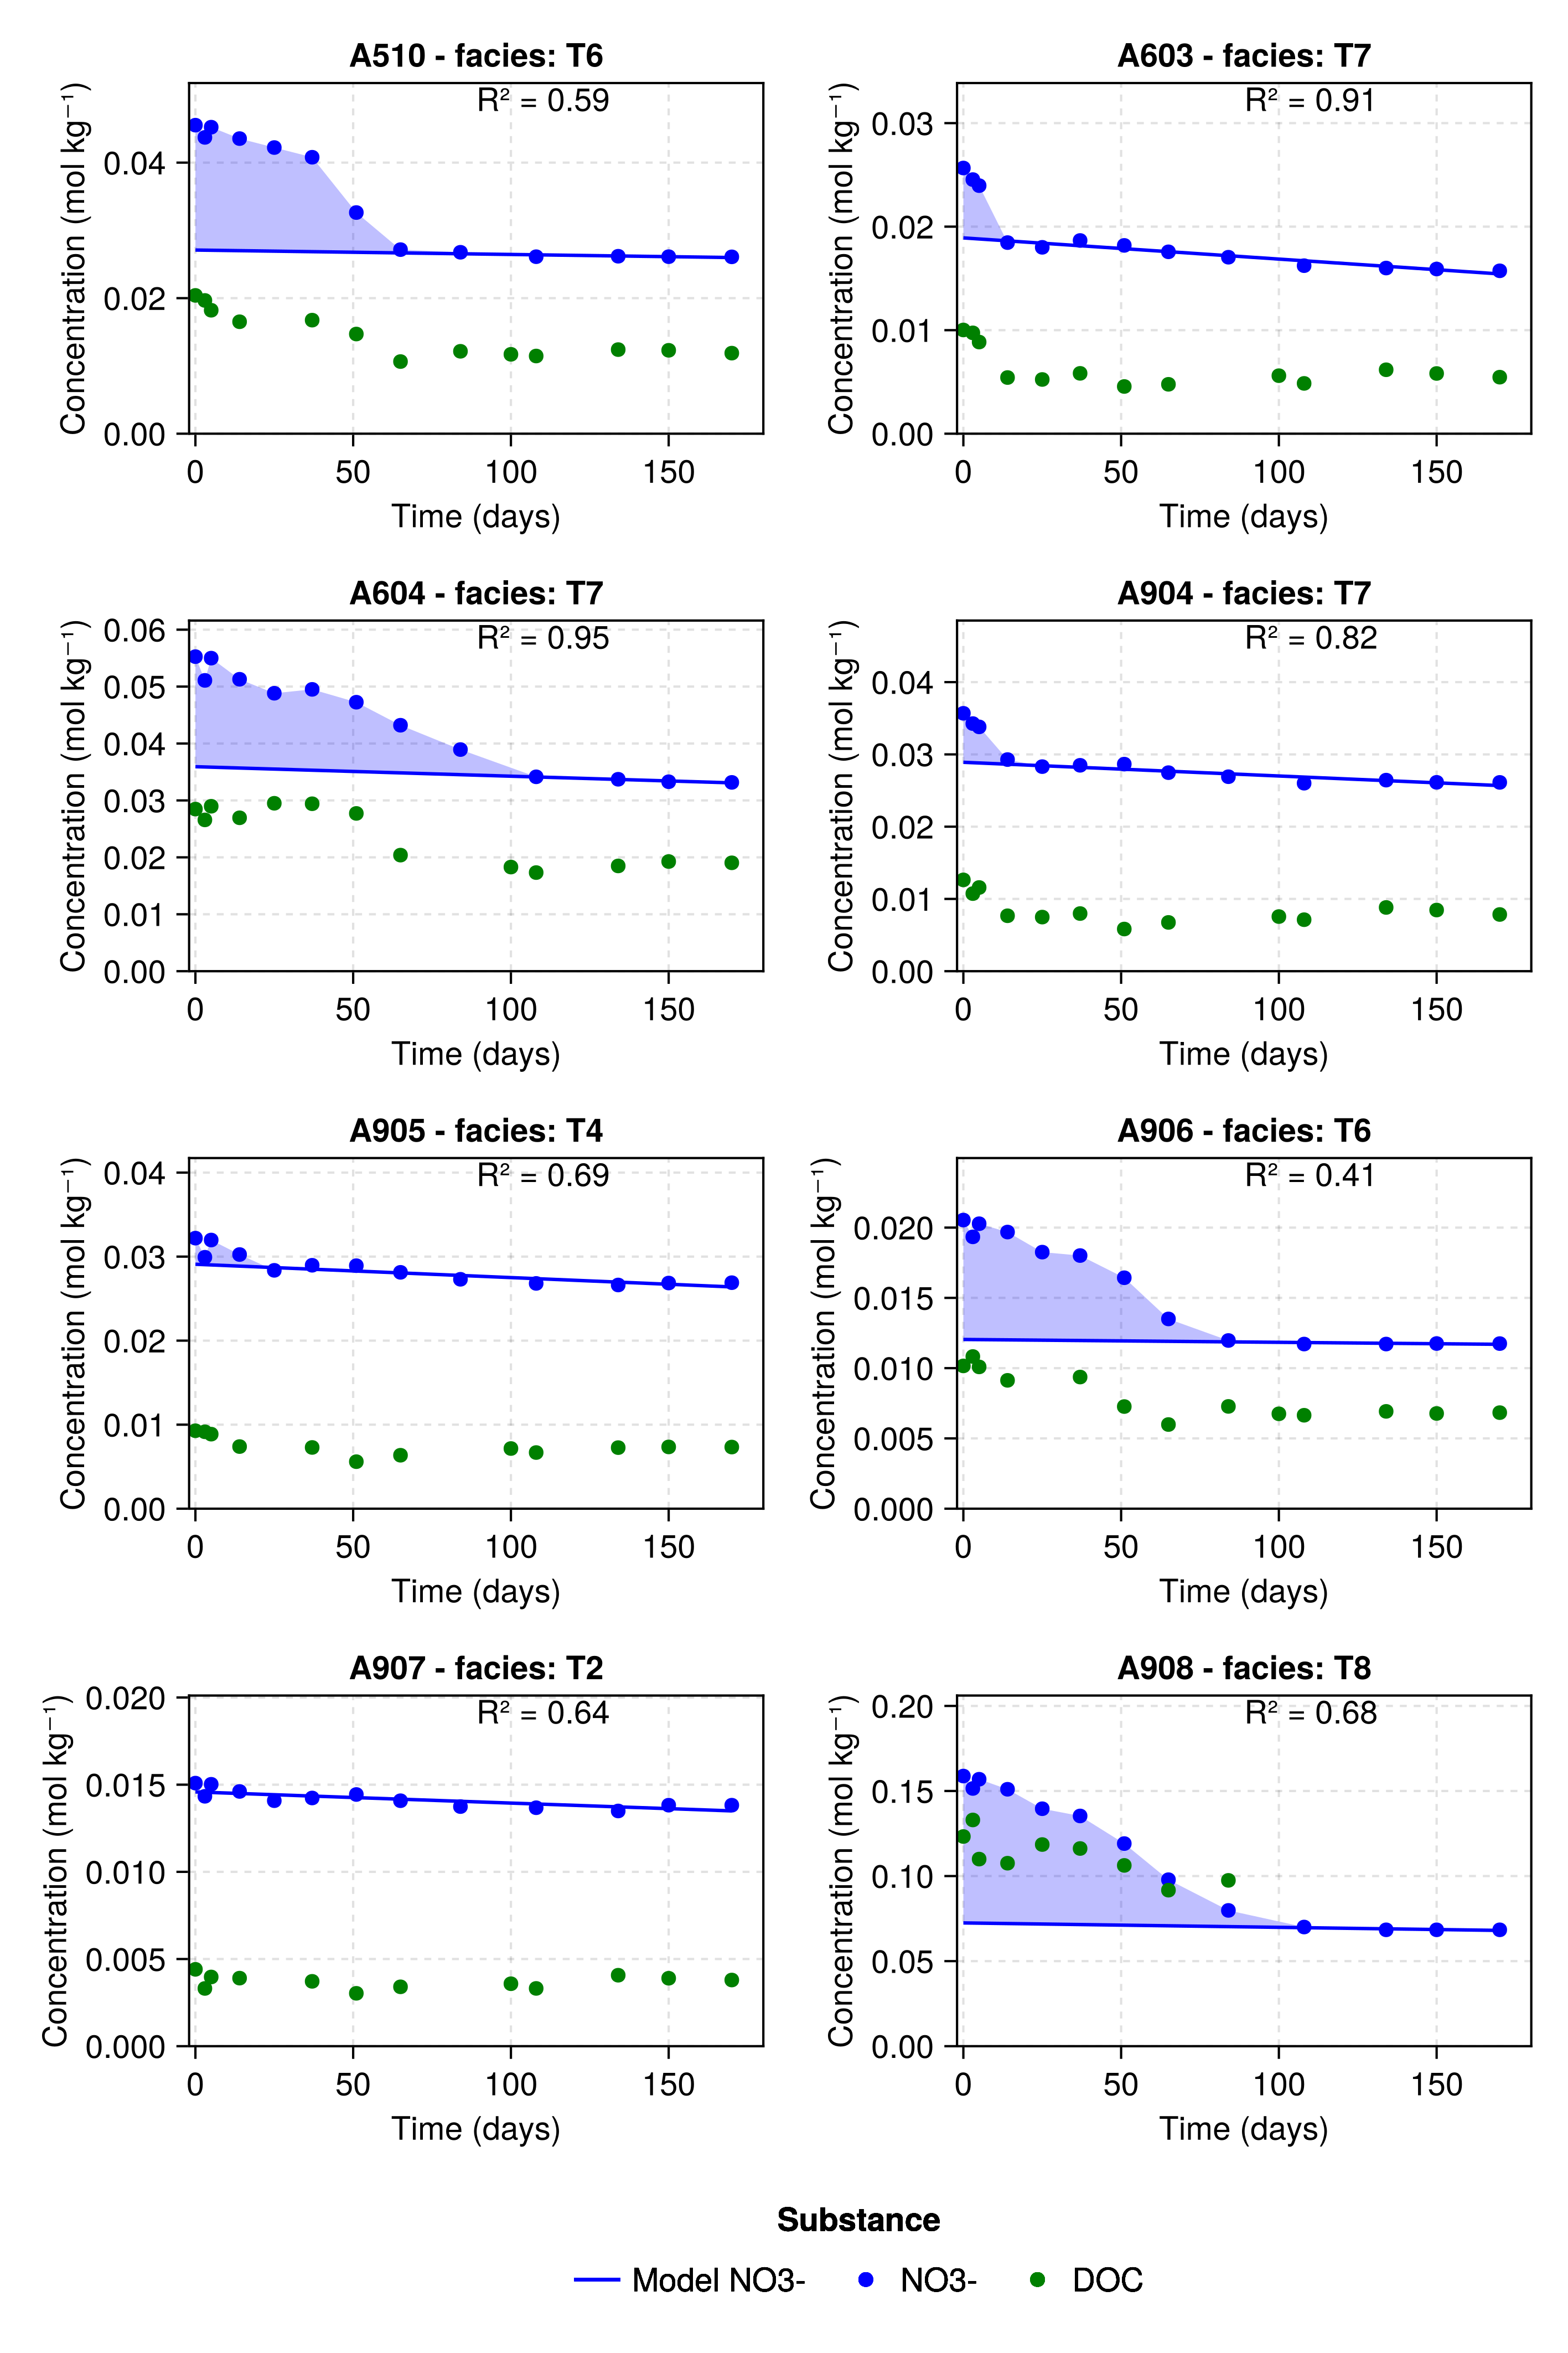 A510 - facies: T6
R² = 0.59
Concentration (mol kg⁻¹)
0.04
0.02
0.00
0 50 100 150
Time (days)
A603 - facies: T7
R² = 0.91
Concentration (mol kg⁻¹)
0.03
0.02
0.01
0.00
0 50 100 150
Time (days)
A604 - facies: T7
R² = 0.95
Concentration (mol kg⁻¹)
0.06
0.05
0.04
0.03
0.02
0.01
0.00
0 50 100 150
Time (days)
A904 - facies: T7
R² = 0.82
Concentration (mol kg⁻¹)
0.04
0.03
0.02
0.01
0.00
0 50 100 150
Time (days)
A905 - facies: T4
R² = 0.69
Concentration (mol kg⁻¹)
0.04
0.03
0.02
0.01
0.00
0 50 100 150
Time (days)
A906 - facies: T6
R² = 0.41
Concentration (mol kg⁻¹)
0.020
0.015
0.010
0.005
0.000
0 50 100 150
Time (days)
A907 - facies: T2
R² = 0.64
Concentration (mol kg⁻¹)
0.020
0.015
0.010
0.005
0.000
0 50 100 150
Time (days)
A908 - facies: T8
R² = 0.68
Concentration (mol kg⁻¹)
0.20
0.15
0.10
0.05
0.00
0 50 100 150
Time (days)
Substance
Model NO3- NO3- DOC